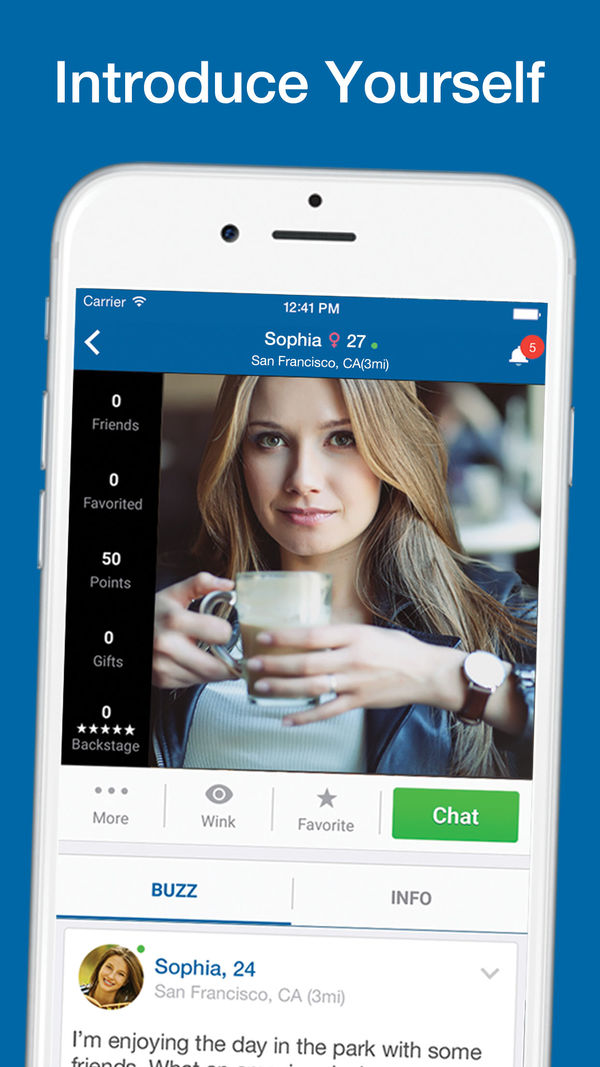 Introduce Yourself
Carrier
12:41 PM
Sophia ♀ 27
San Francisco, CA(3mi)
5
0
Friends
0
Favorited
50
Points
0
Gifts
0
★★★★★
Backstage
More
Wink
Favorite
Chat
BUZZ
INFO
Sophia, 24
San Francisco, CA (3mi)
I'm enjoying the day in the park with some
friends. What an